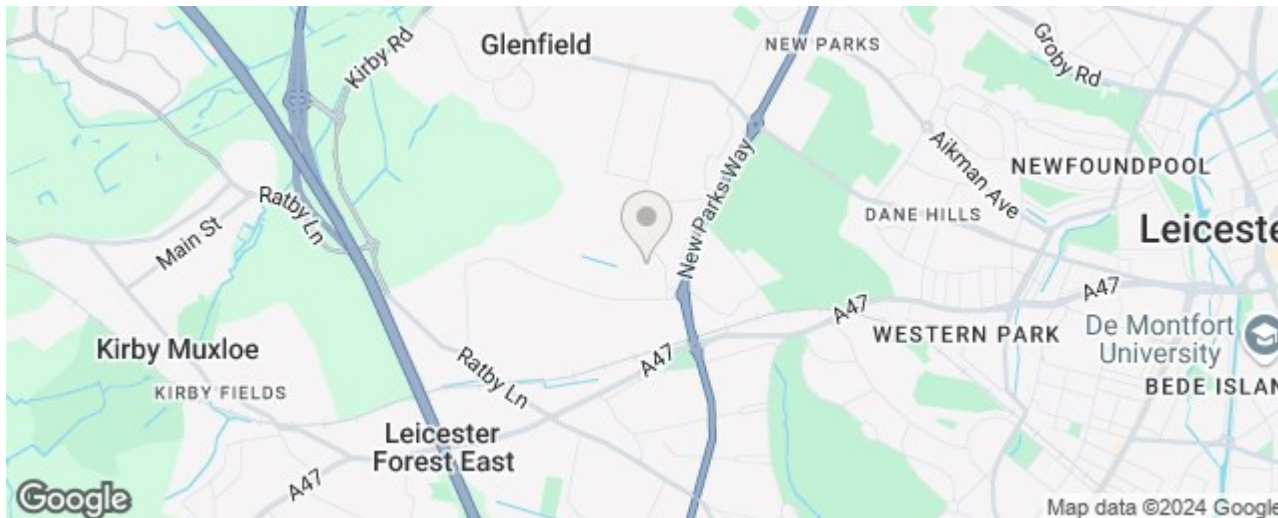 Glenfield
NEW PARKS
Groby Rd
Kirby Rd
New Parks Way
Aikman Ave
NEWFOUNDPOOL
Ratby Ln
Main St
DANE HILLS
Leiceste
A47
A47
WESTERN PARK
De Montfort
University
Kirby Muxloe
KIRBY FIELDS
Ratby Ln
A47
BEDE ISLAN
Leicester
Forest East
A47
Google
Map data ©2024 Google